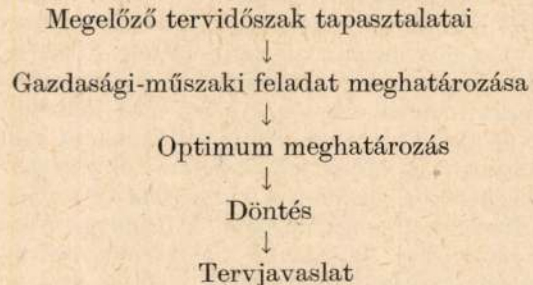 Megelőző tervidőszak tapasztalatai
↓
Gazdasági-műszaki feladat meghatározása
↓
Optimum meghatározás
↓
Döntés
↓
Tervjavaslat